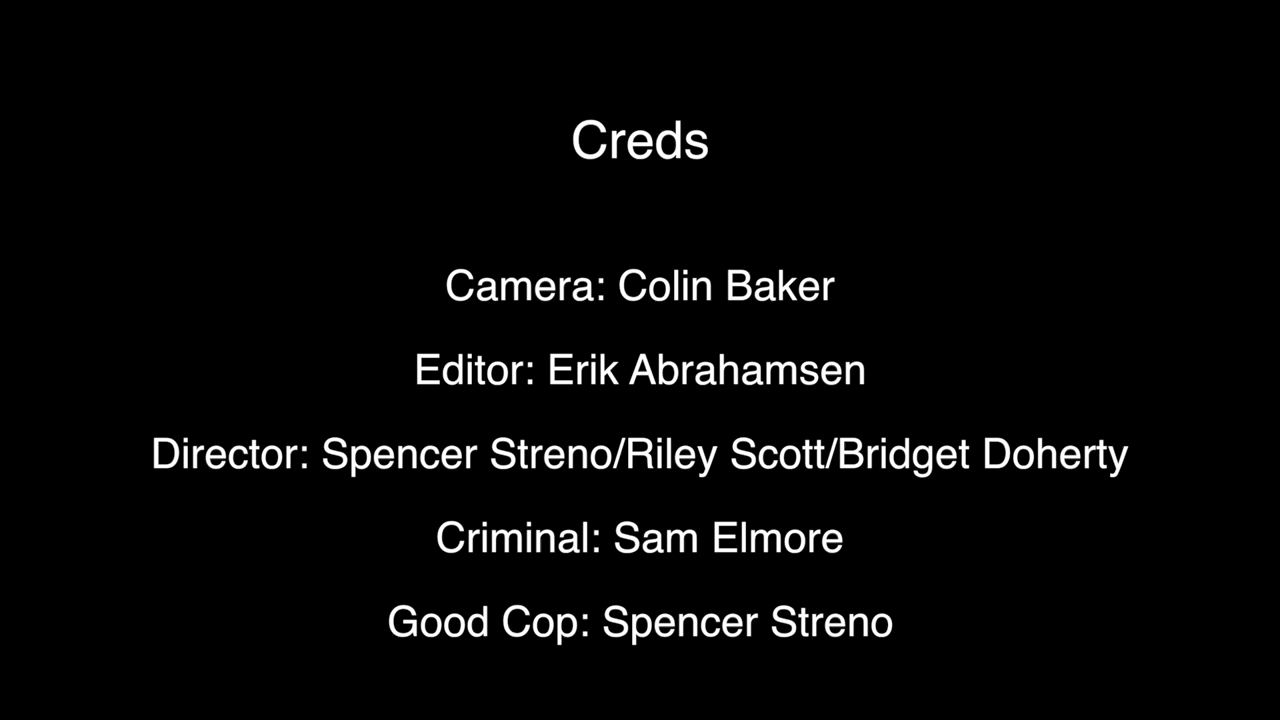 Creds
Camera: Colin Baker
Editor: Erik Abrahamsen
Director: Spencer Streno/Riley Scott/Bridget Doherty
Criminal: Sam Elmore
Good Cop: Spencer Streno